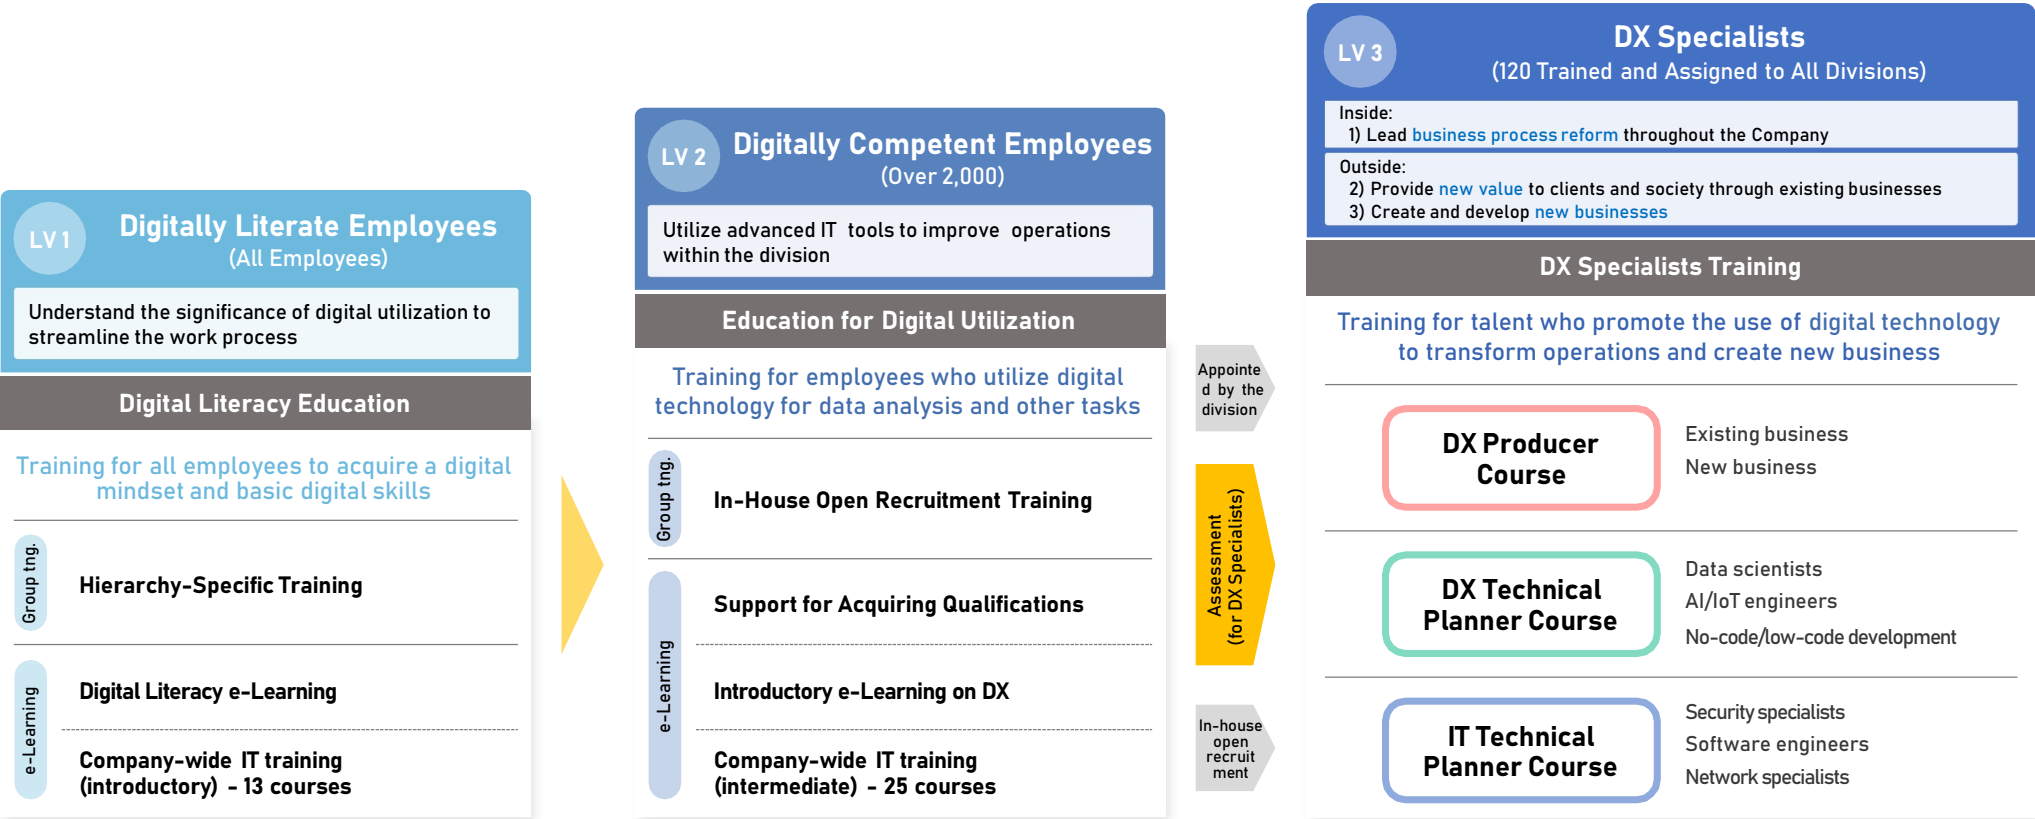 LV 1
Digitally Literate Employees
(All Employees)
Understand the significance of digital utilization to
streamline the work process
Digital Literacy Education
Training for all employees to acquire a digital
mindset and basic digital skills
Group tng.
Hierarchy-Specific Training
e-Learning
Digital Literacy e-Learning
Company-wide IT training
(introductory) - 13 courses
LV 2
Digitally Competent Employees
(Over 2,000)
Utilize advanced IT tools to improve operations
within the division
Education for Digital Utilization
Training for employees who utilize digital
technology for data analysis and other tasks
Group tng.
In-House Open Recruitment Training
e-Learning
Support for Acquiring Qualifications
Introductory e-Learning on DX
Company-wide IT training
(intermediate) - 25 courses
Appointe
d by the
division
Assessment
(for DX Specialists)
In-house
open
recruit
ment
LV 3
DX Specialists
(120 Trained and Assigned to All Divisions)
Inside:
1) Lead business process reform throughout the Company
Outside:
2) Provide new value to clients and society through existing businesses
3) Create and develop new businesses
DX Specialists Training
Training for talent who promote the use of digital technology
to transform operations and create new business
DX Producer
Course
Existing business
New business
DX Technical
Planner Course
Data scientists
AI/IoT engineers
No-code/low-code development
IT Technical
Planner Course
Security specialists
Software engineers
Network specialists